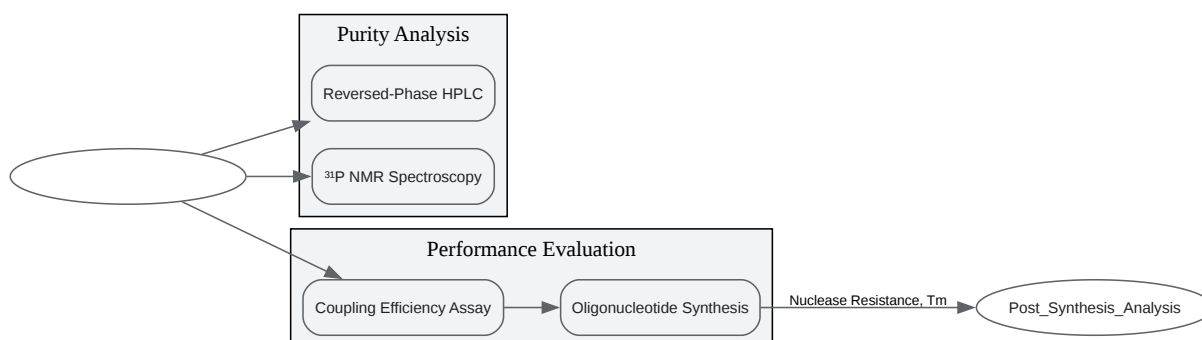 Purity Analysis
Reversed-Phase HPLC
³¹P NMR Spectroscopy
Performance Evaluation
Coupling Efficiency Assay
Oligonucleotide Synthesis
Nuclease Resistance, Tm
Post_Synthesis_Analysis